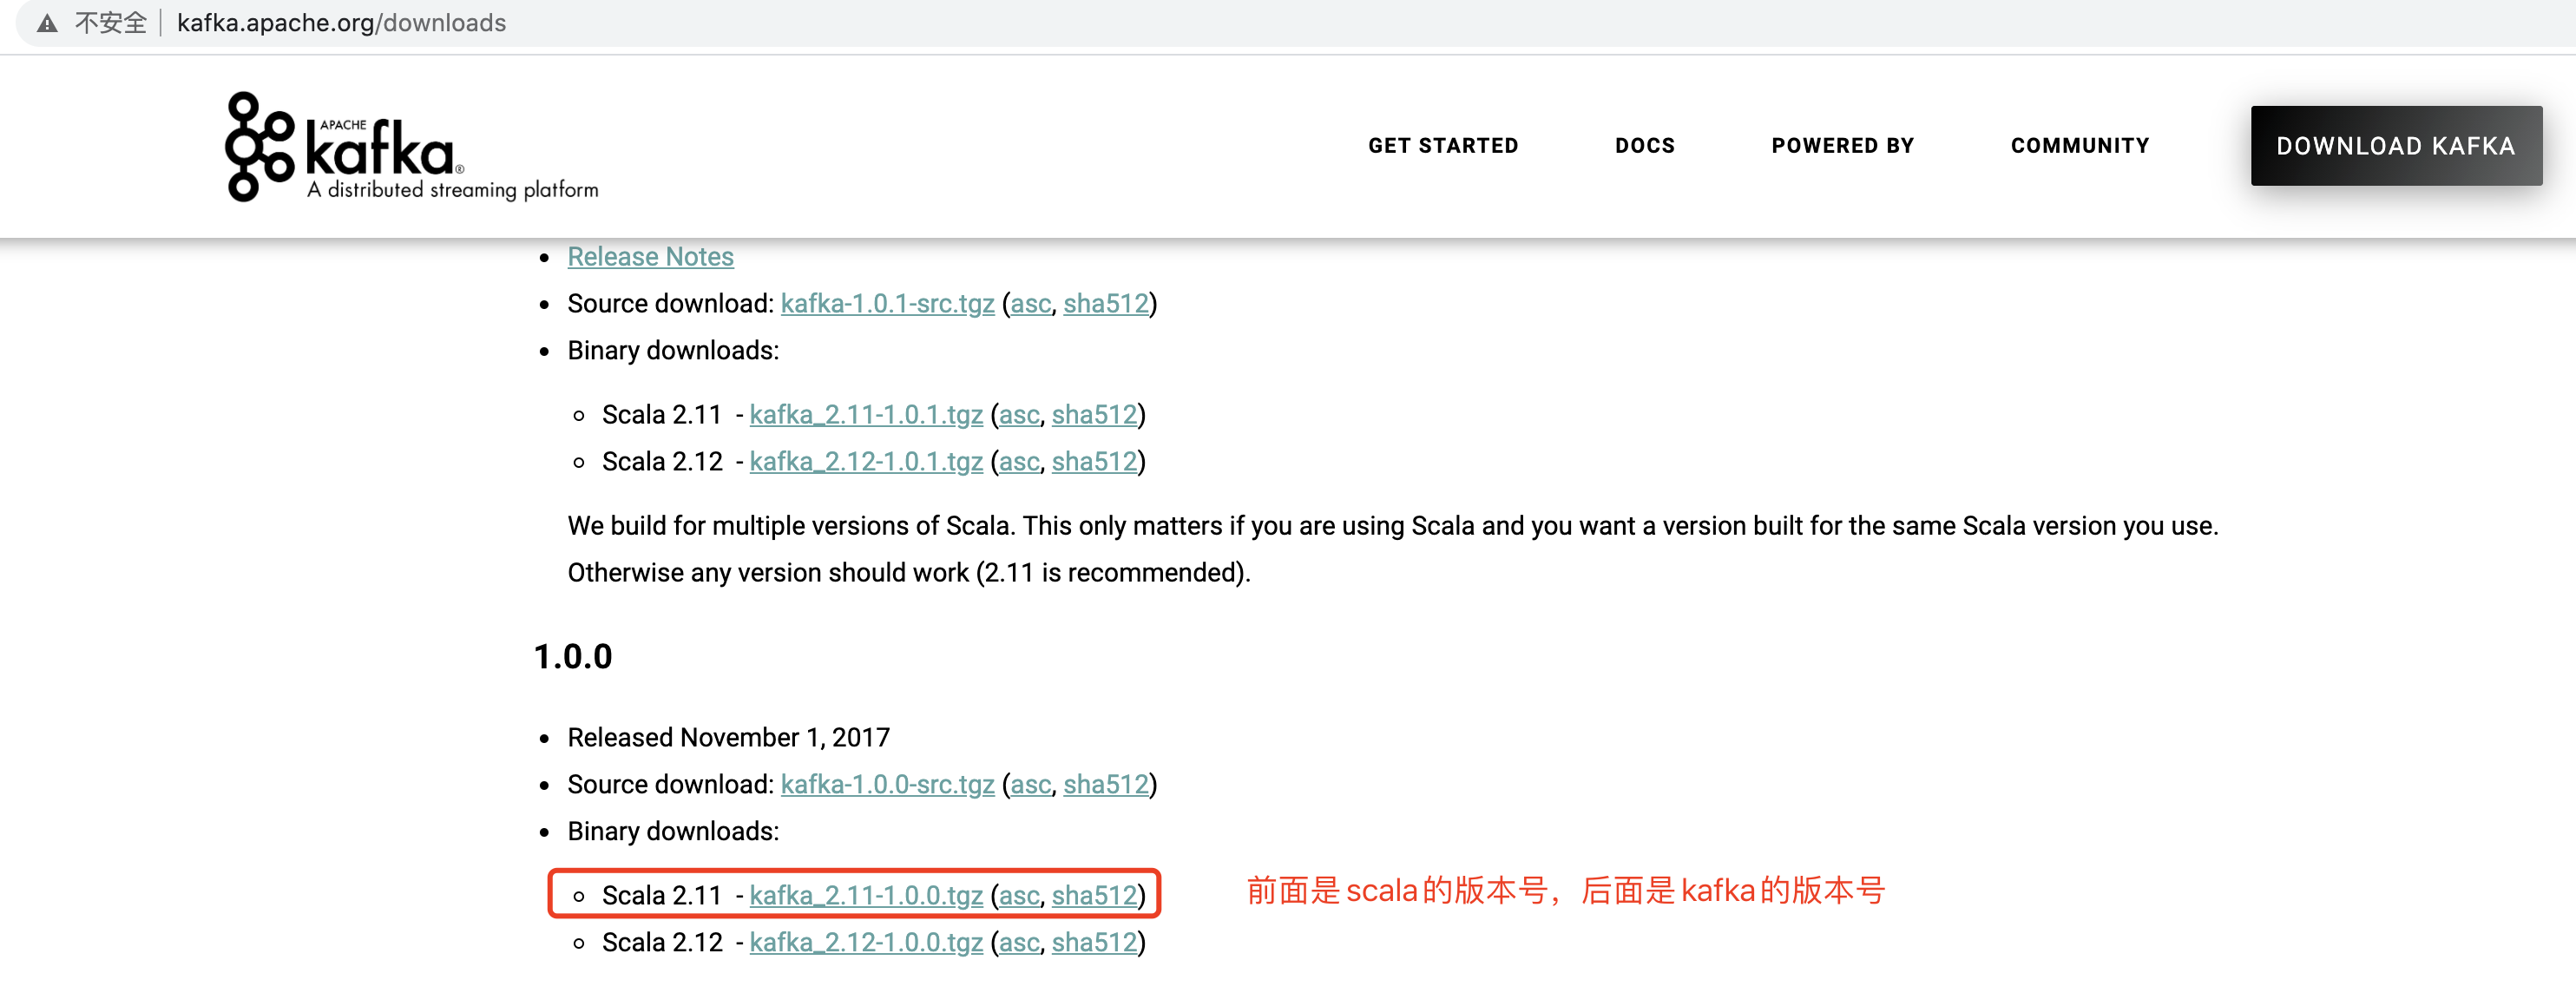 不安全 kafka.apache.org/downloads
APACHE
kafka®
A distributed streaming platform
GET STARTED DOCS POWERED BY COMMUNITY DOWNLOAD KAFKA
Release Notes
Source download: kafka-1.0.1-src.tgz (asc, sha512)
Binary downloads:
Scala 2.11 - kafka_2.11-1.0.1.tgz (asc, sha512)
Scala 2.12 - kafka_2.12-1.0.1.tgz (asc, sha512)
We build for multiple versions of Scala. This only matters if you are using Scala and you want a version built for the same Scala version you use.
Otherwise any version should work (2.11 is recommended).
1.0.0
Released November 1, 2017
Source download: kafka-1.0.0-src.tgz (asc, sha512)
Binary downloads:
Scala 2.11 - kafka_2.11-1.0.0.tgz (asc, sha512) 前面是scala的版本号，后面是kafka的版本号
Scala 2.12 - kafka_2.12-1.0.0.tgz (asc, sha512)